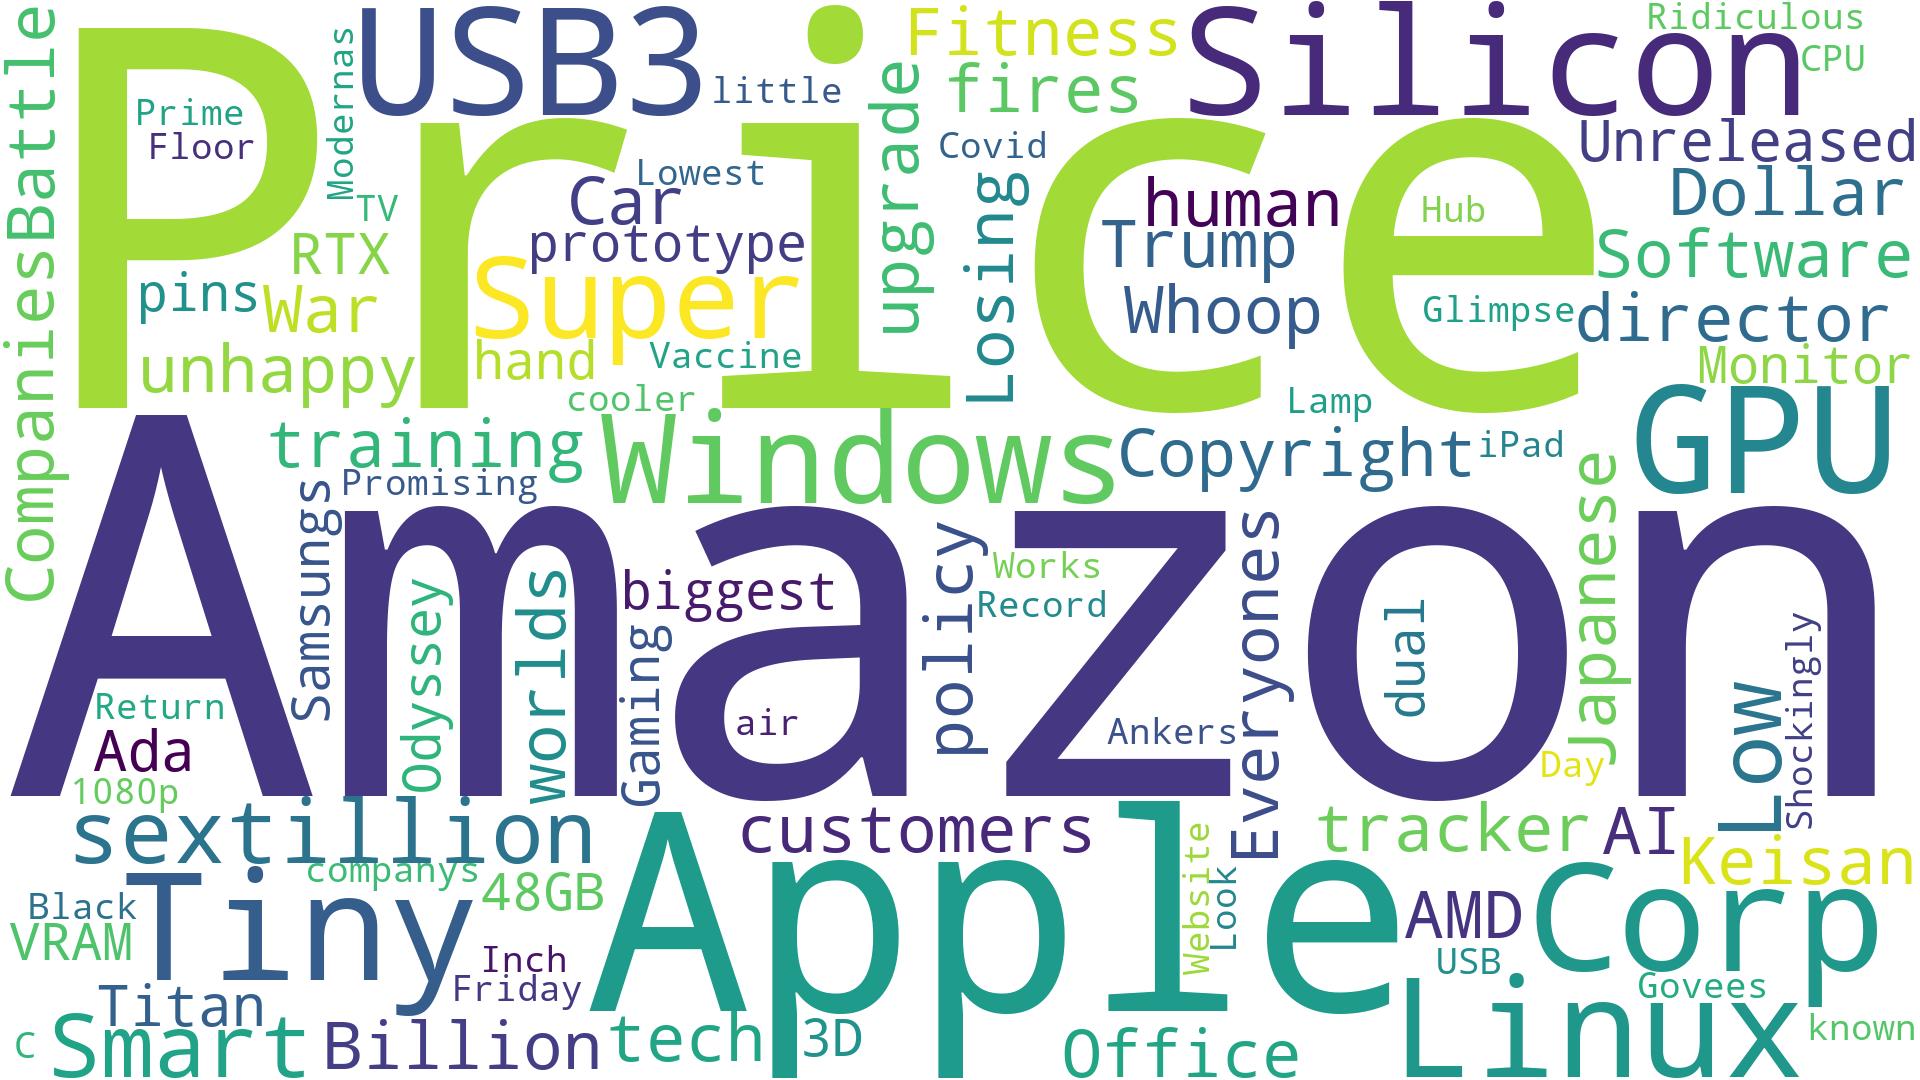 Price
Amazon
Apple
USB3
Silicon
Fitness
fires
Ridiculous
CPU
little
Prime
Floor
Modernas
TV
RTX
pins
War
unhappy
Lowest
Car
prototype
Super
hand
Vaccine
cooler
upgrade
Covid
Losing
human
Trump
Whoop
Hub
Glimpse
Lamp
Unreleased
Dollar
Software
director
Monitor
Battle
Companies
training
Promising
Windows
Copyright
iPad
GPU
Samsungs
Odyssey
worlds
biggest
Gaming
air
policy
Works
Record
Ankers
Everyones
dual
Japanese
Day
Low
Shockingly
Return
Ada
1080p
sextillion
companys
48GB
customers
Website
Look
tracker
AI
Keisan
Black
VRAM
Tiny
Inch
Friday
AMD
Corp
USB
Govees
Titan
C
Smart
Billion
tech
3D
Office
Linux
known